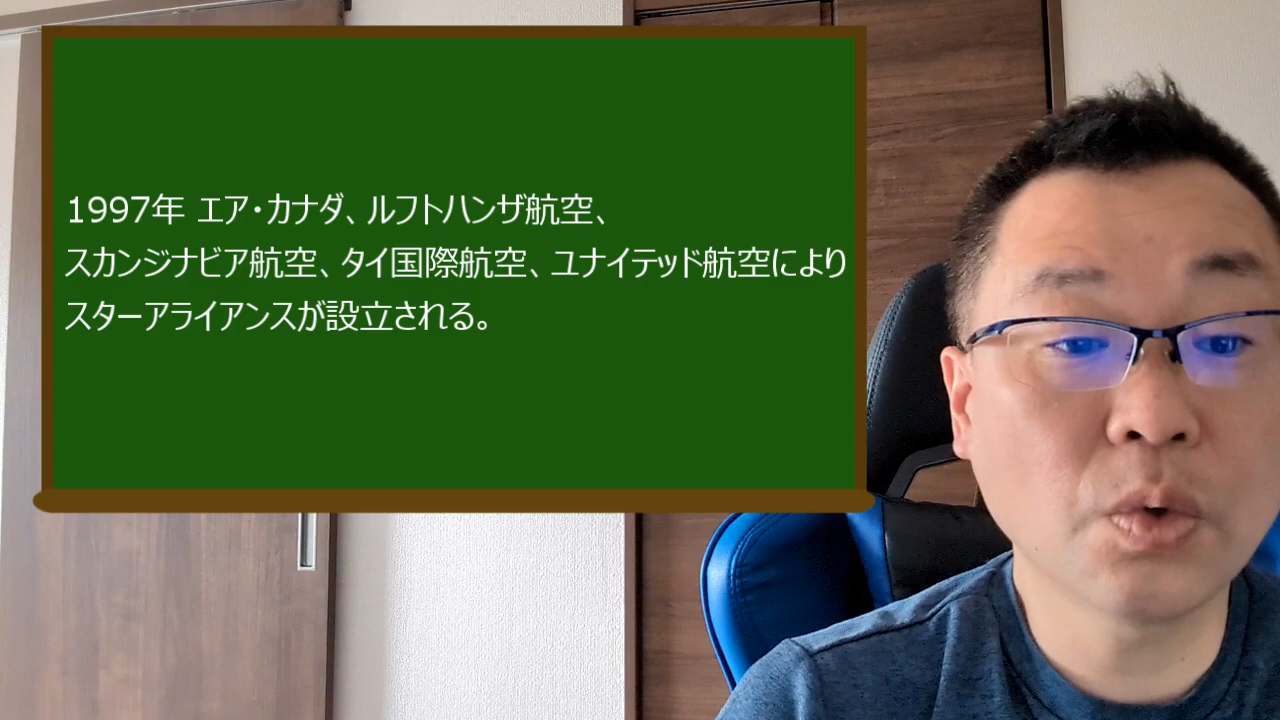 1997年 エア・カナダ、ルフトハンザ航空、
スカンジナビア航空、タイ国際航空、ユナイテッド航空により
スターアライアンスが設立される。